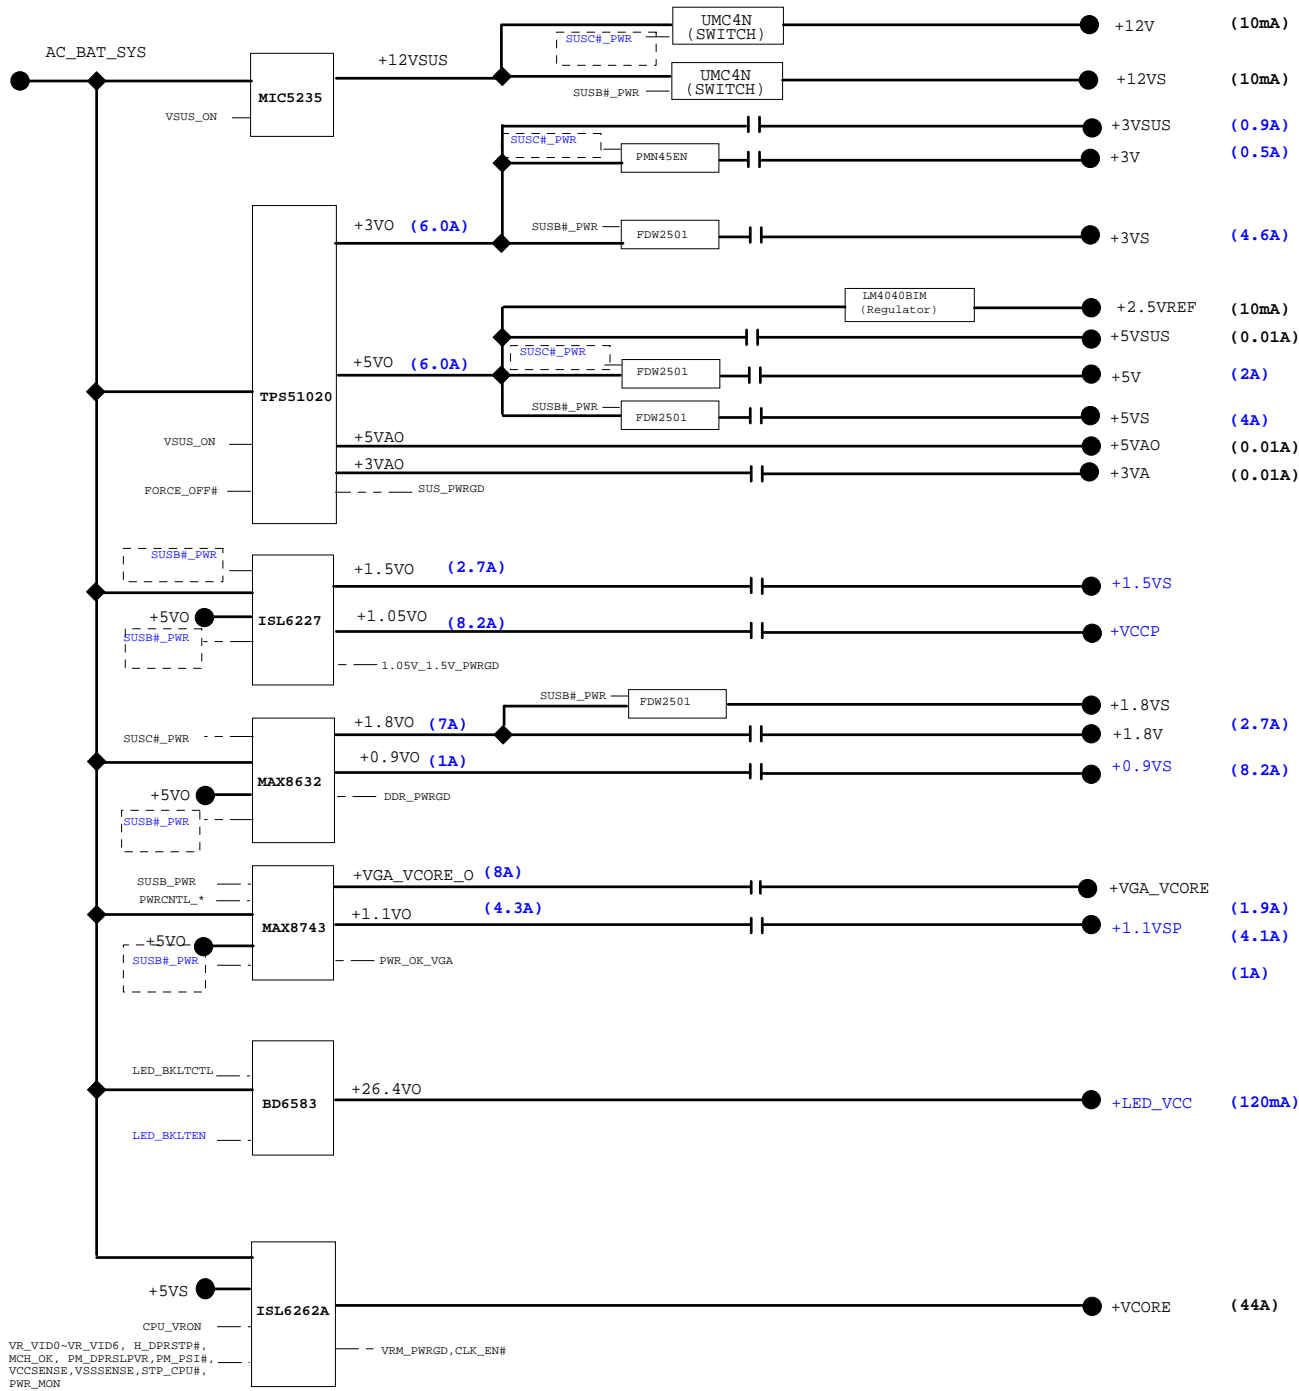 AC_BAT_SYS
MIC5235
VSUS_ON
+12VSUS
SUSC#_PWR
UMC4N
(SWITCH)
+12V
(10mA)
SUSB#_PWR
UMC4N
(SWITCH)
+12VS
(10mA)
+3VSUS
(0.9A)
SUSC#_PWR
PMN45EN
+3V
(0.5A)
+3VO
(6.0A)
SUSB#_PWR
FDW2501
+3VS
(4.6A)
LM4040BIM
(Regulator)
+2.5VREF
(10mA)
+5VSUS
(0.01A)
SUSC#_PWR
+5VO
(6.0A)
FDW2501
+5V
(2A)
TPS51020
SUSB#_PWR
FDW2501
+5VS
(4A)
VSUS_ON
+5VAO
+5VAO
(0.01A)
+3VAO
+3VA
(0.01A)
FORCE_OFF#
SUS_PWRGD
SUSB#_PWR
+1.5VO
(2.7A)
+1.5VS
+5VO
ISL6227
+1.05VO
(8.2A)
+VCCP
SUSB#_PWR
1.05V_1.5V_PWRGD
SUSB#_PWR
FDW2501
+1.8VS
SUSC#_PWR
+1.8VO
(7A)
+1.8V
(2.7A)
+0.9VO
(1A)
+0.9VS
(8.2A)
MAX8632
+5VO
DDR_PWRGD
SUSB#_PWR
SUSB_PWR
+VGA_VCORE_O
(8A)
+VGA_VCORE
PWRCNTL_*
+1.1VO
(4.3A)
(1.9A)
MAX8743
+1.1VSP
(4.1A)
+5VO
SUSB#_PWR
PWR_OK_VGA
(1A)
LED_BKLTCTL
+26.4VO
BD6583
+LED_VCC
(120mA)
LED_BKLTEN
+5VS
ISL6262A
+VCORE
(44A)
CPU_VRON
VR_VID0~VR_VID6, H_DPRSTP#,
MCH_OK, PM_DPRSLPVR,PM_PSI#,
VCCSENSE,VSSSENSE,STP_CPU#,
PWR_MON
VRM_PWRGD,CLK_EN#